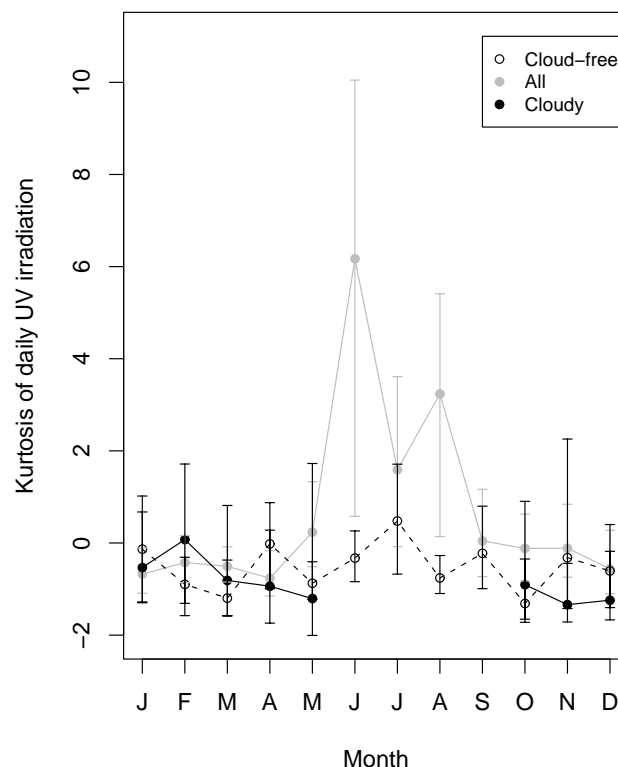 Cloud−free
All
Cloudy
10
8
6
4
2
0
−2
Kurtosis of daily UV irradiation
J F M A M J J A S O N D
Month